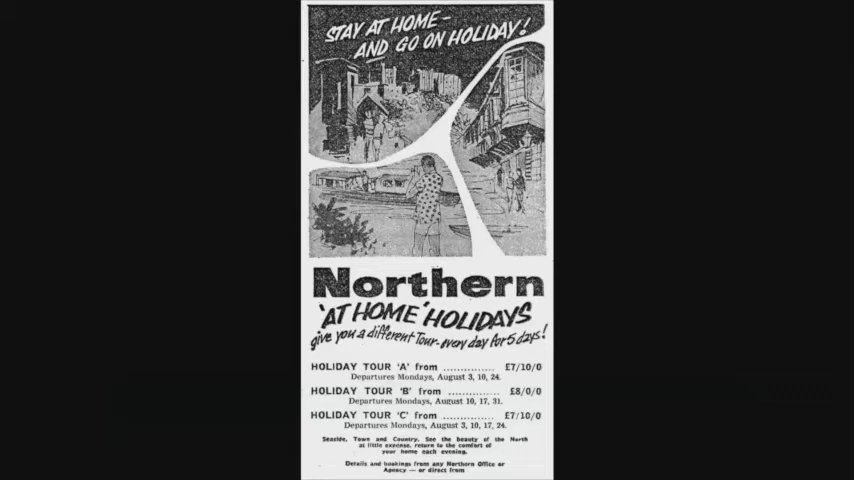 STAY AT HOME-
AND GO ON HOLIDAY!
Northern
'AT HOME' HOLIDAYS
give you a different Tour-every day for 5 days!
HOLIDAY TOUR 'A' from ............... £7/10/0
Departures Mondays, August 3, 10, 24.
HOLIDAY TOUR 'B' from ............... £8/0/0
Departures Mondays, August 10, 17, 31.
HOLIDAY TOUR 'C' from ............... £7/10/0
Departures Mondays, August 3, 10, 17, 24.
Seaside, Town and Country. See the beauty of the North
at little expense, return to the comfort of
your home each evening.
Details and bookings from any Northern Office or
Agency — or direct from